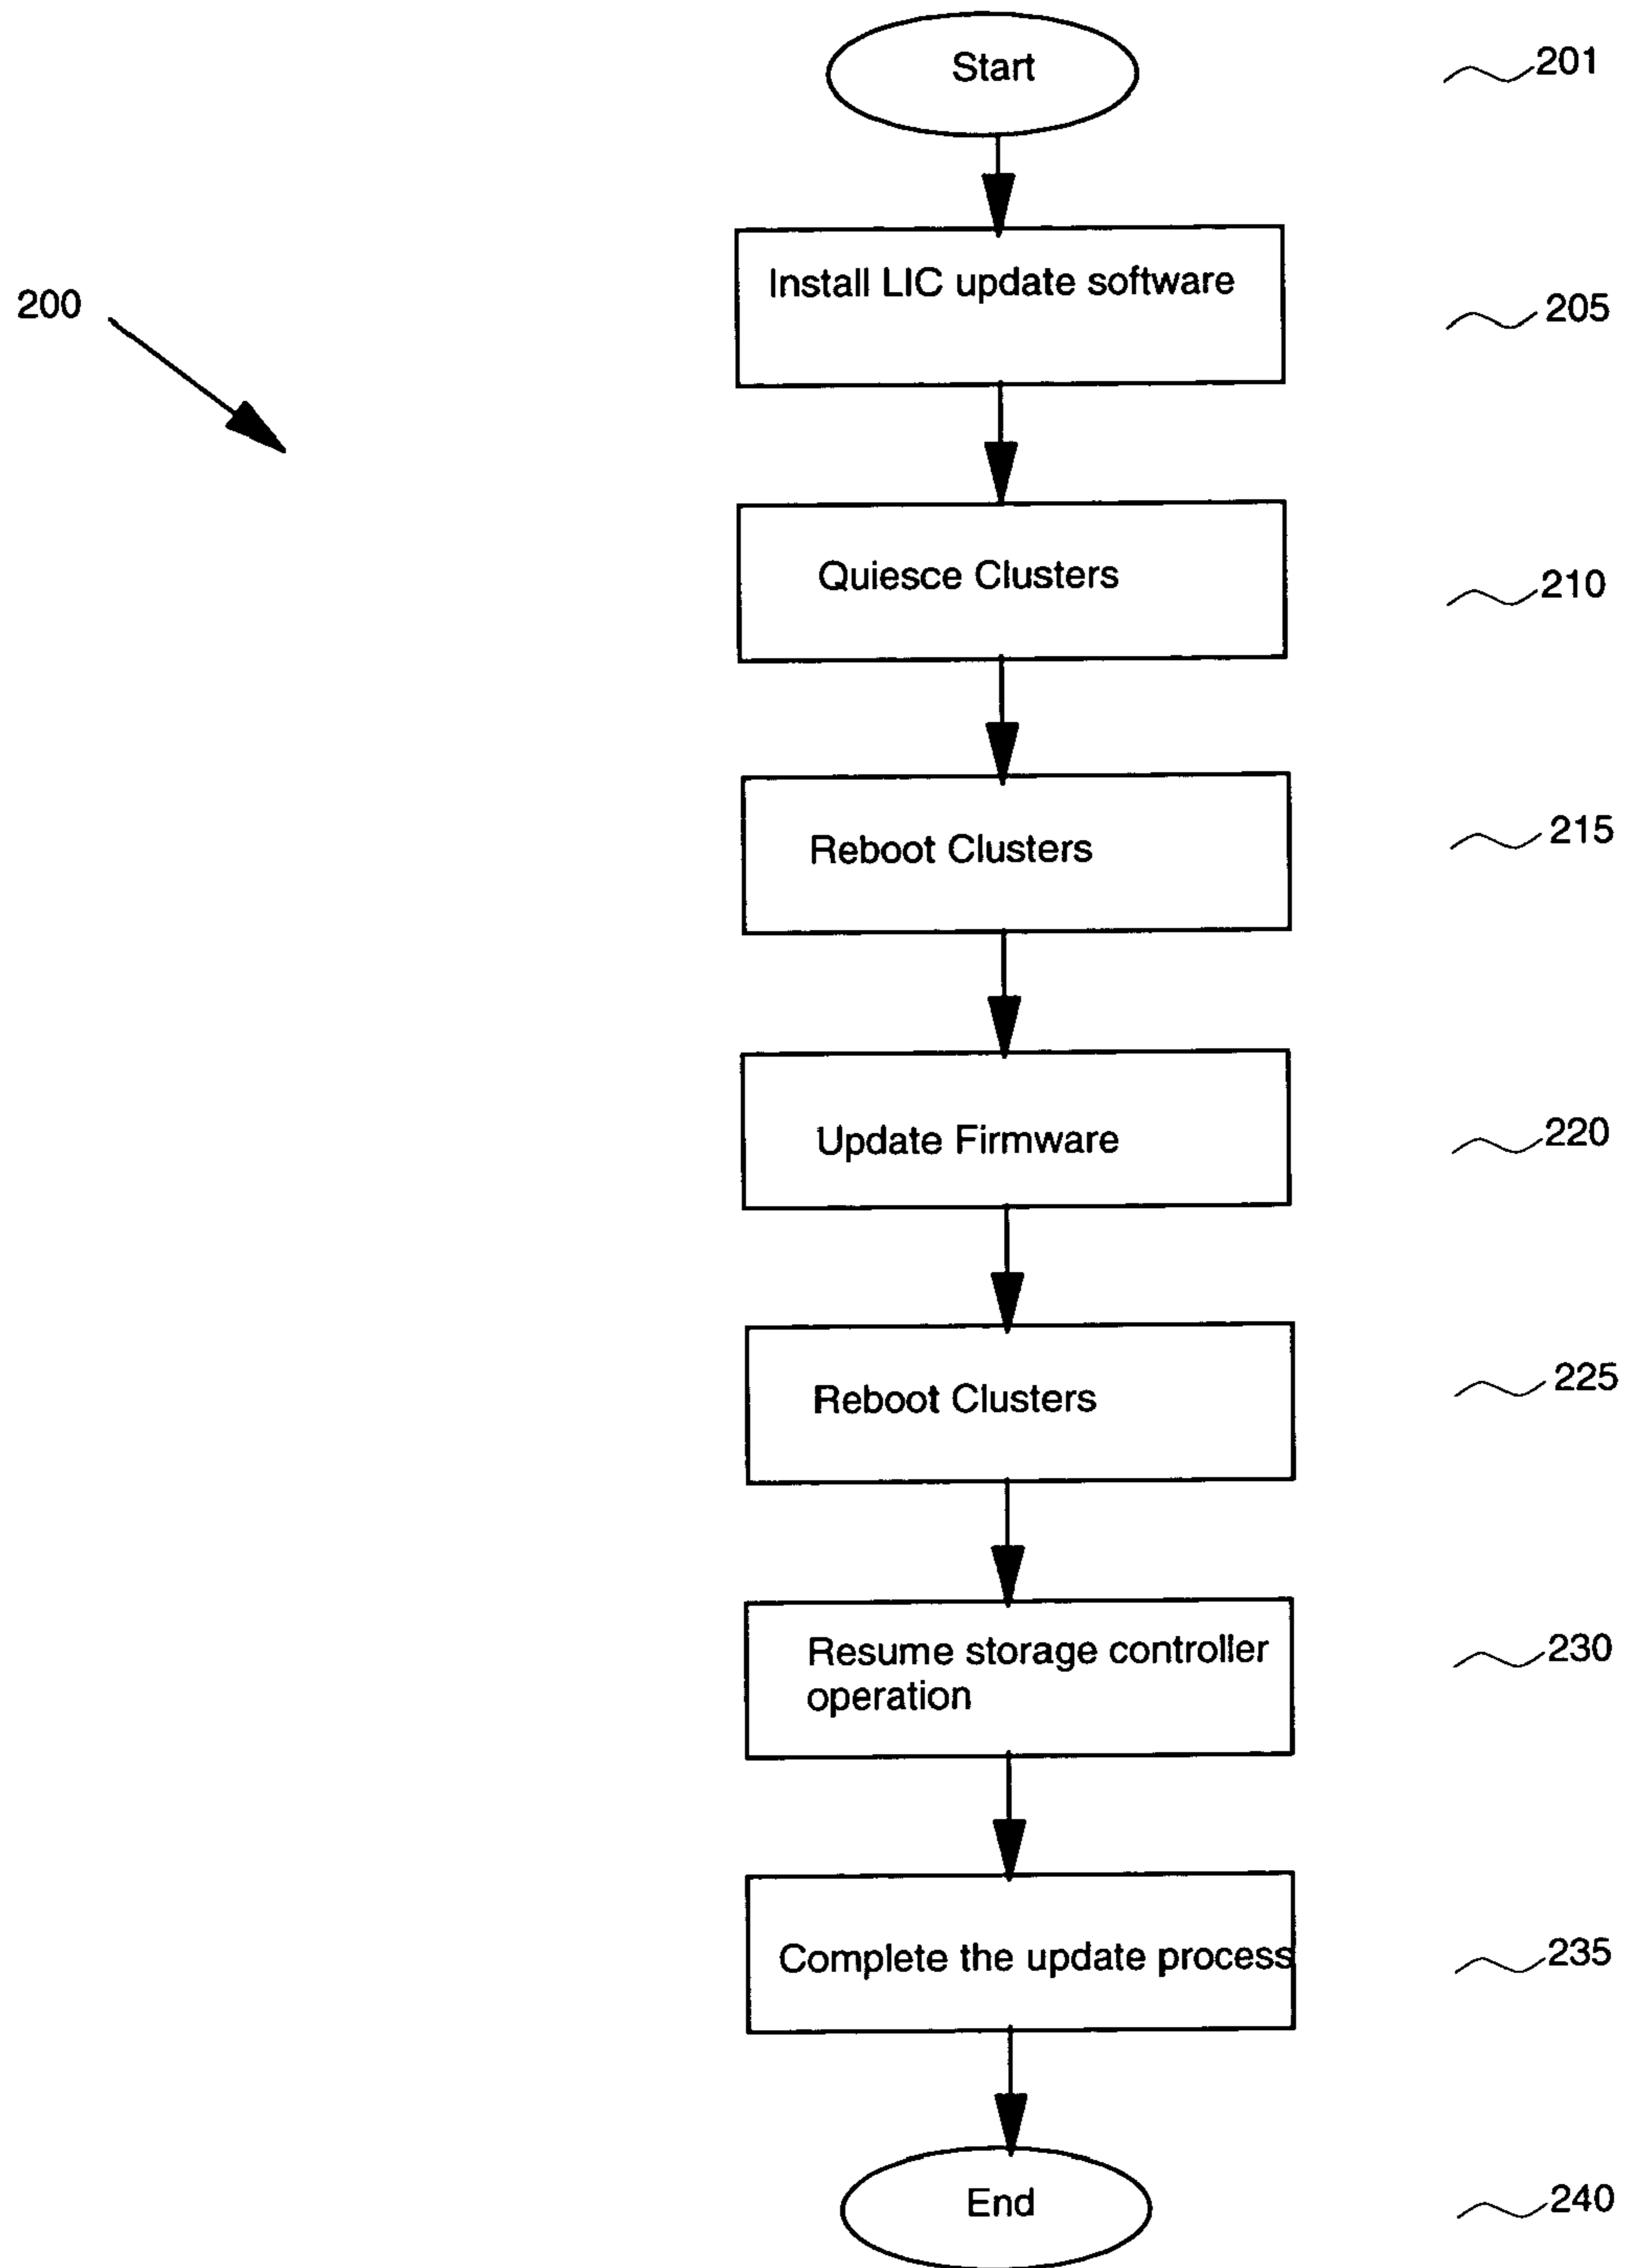 Start
201
200
Install LIC update software
205
Quiesce Clusters
210
Reboot Clusters
215
Update Firmware
220
Reboot Clusters
225
Resume storage controller
operation
230
Complete the update process
235
End
240